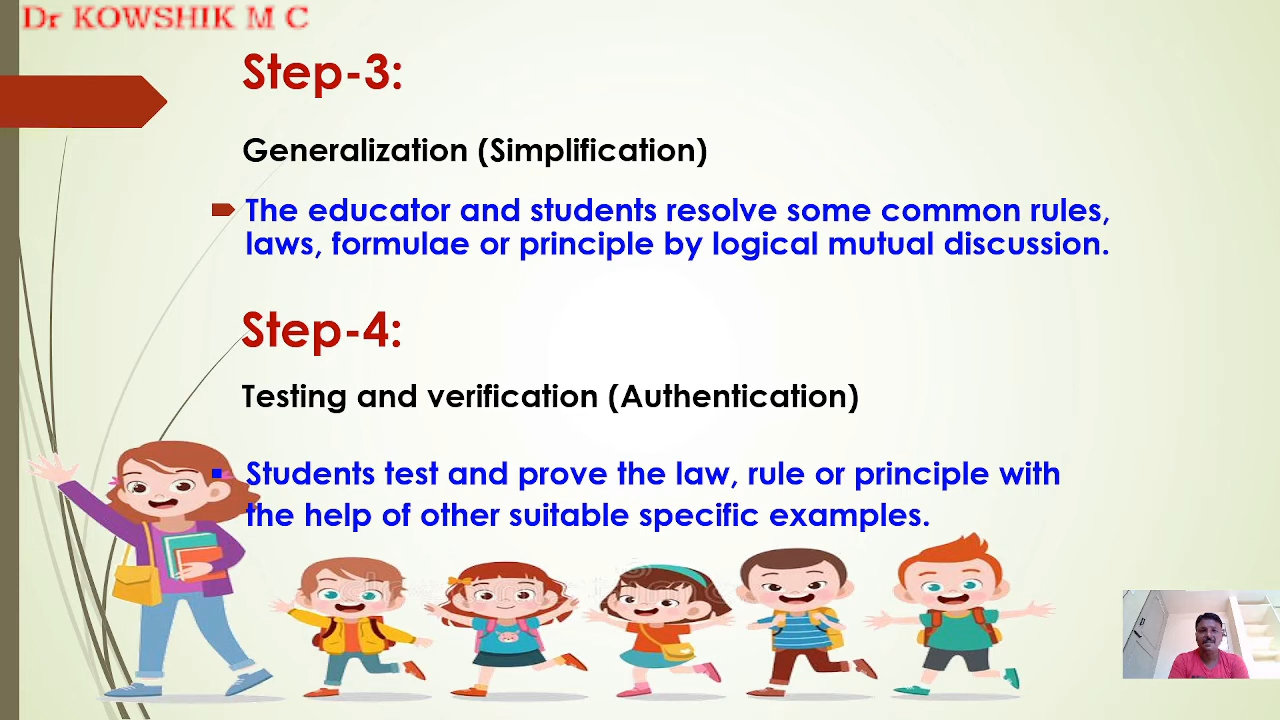 Dr KOWSHIK M C
Step-3:
Generalization (Simplification)
The educator and students resolve some common rules,
laws, formulae or principle by logical mutual discussion.
Step-4:
Testing and verification (Authentication)
Students test and prove the law, rule or principle with
the help of other suitable specific examples.